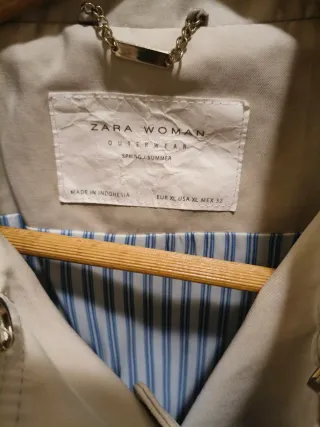 ZARA WOMAN
OUTERWEAR
SPRING / SUMMER
MADE IN INDONESIA
EUR XL USA XL MEX 32